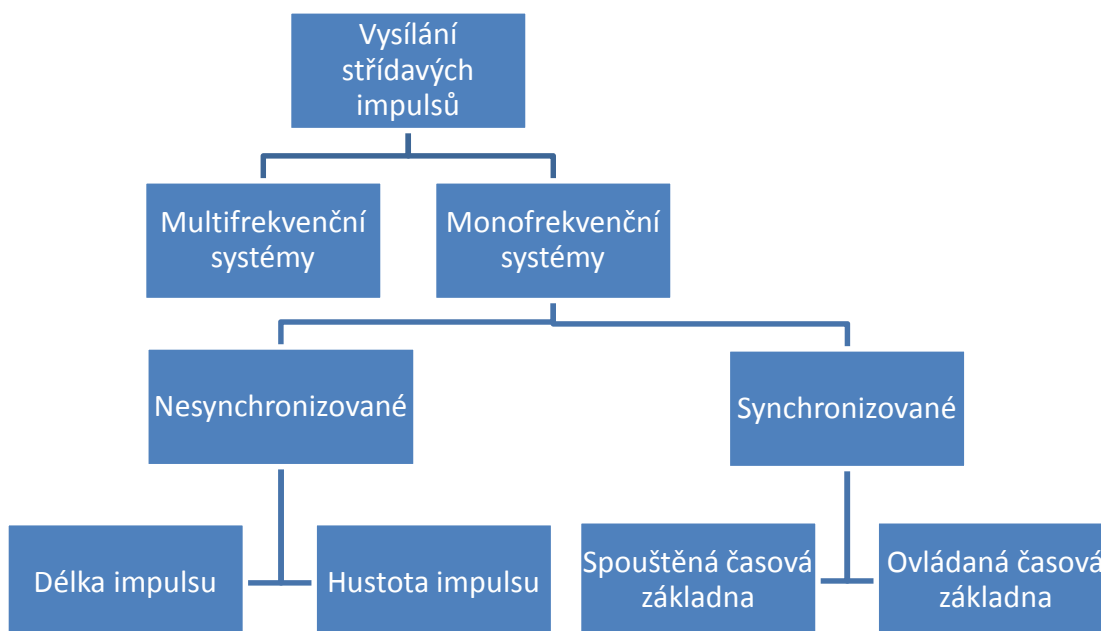 Vysílání
střídavých
impulsů
Multifrekvenční
systémy
Monofrekvenční
systémy
Nesynchronizované
Synchronizované
Délka impulsu
Hustota impulsu
Spouštěná časová
základna
Ovládaná časová
základna